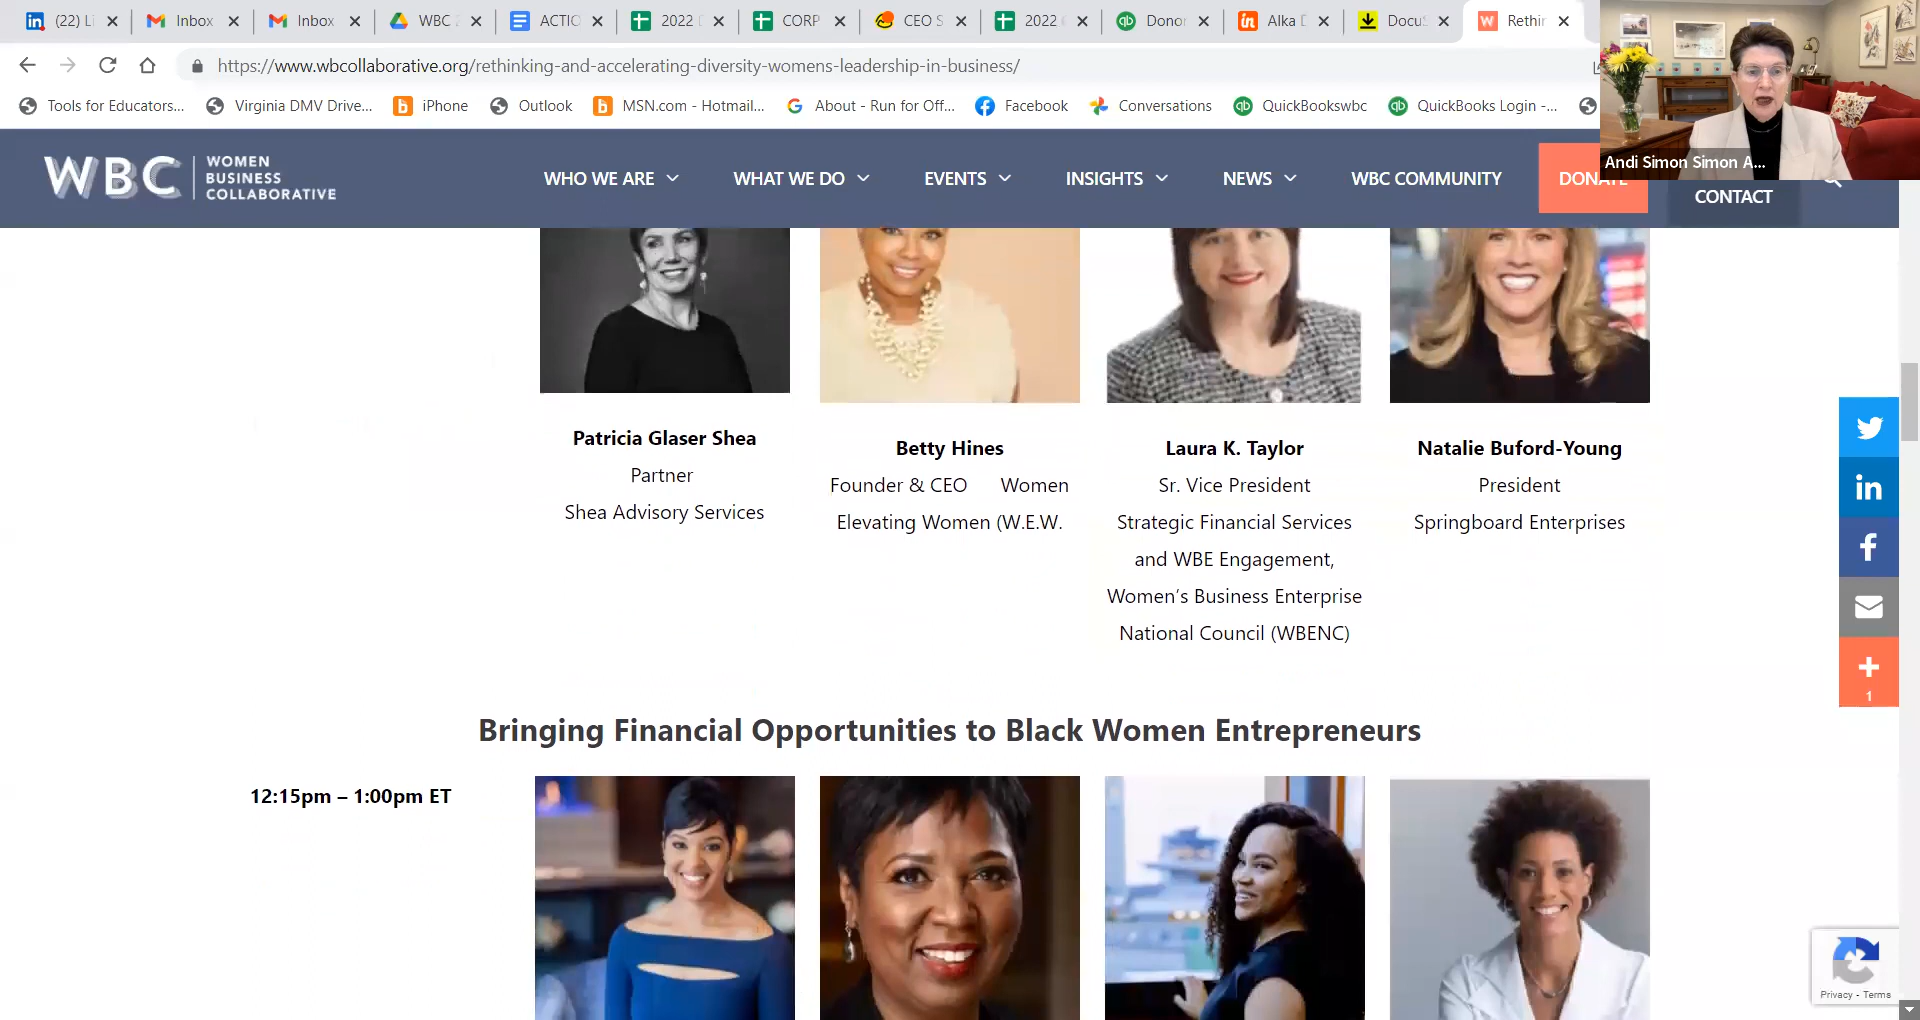 (22) Li
Inbox
Inbox
WBC 2
ACTIO
2022 D
CORP
CEO S
2022
Donor
Alka D
DocuS
Rethin
https://www.wbcollaborative.org/rethinking-and-accelerating-diversity-womens-leadership-in-business/
Tools for Educators...
Virginia DMV Drive...
iPhone
Outlook
MSN.com - Hotmail...
About - Run for Off...
Facebook
Conversations
QuickBookswbc
QuickBooks Login -...
Andi Simon Simon A...
WBC
WOMEN
BUSINESS
COLLABORATIVE
WHO WE ARE
WHAT WE DO
EVENTS
INSIGHTS
NEWS
WBC COMMUNITY
DONATE
CONTACT
Patricia Glaser Shea
Partner
Shea Advisory Services
Betty Hines
Founder & CEO Women
Elevating Women (W.E.W.
Laura K. Taylor
Sr. Vice President
Strategic Financial Services
and WBE Engagement,
Women’s Business Enterprise
National Council (WBENC)
Natalie Buford-Young
President
Springboard Enterprises
1
Bringing Financial Opportunities to Black Women Entrepreneurs
12:15pm – 1:00pm ET
Privacy - Terms